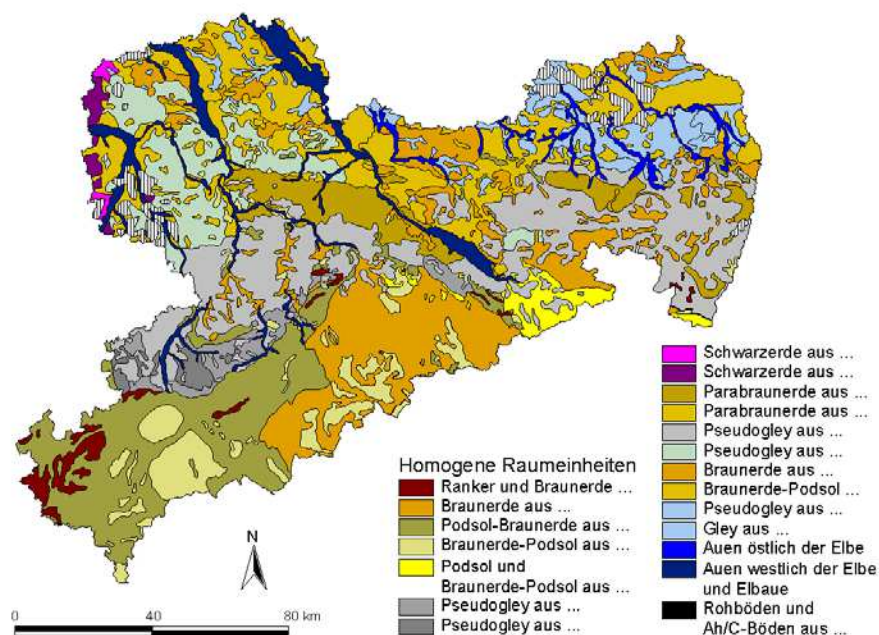 Schwarzerde aus ...
Schwarzerde aus ...
Parabraunerde aus ...
Parabraunerde aus ...
Pseudogley aus ...
Pseudogley aus ...
Braunerde aus ...
Braunerde-Podsol ...
Pseudogley aus ...
Gley aus ...
Auen östlich der Elbe
Auen westlich der Elbe
und Elbaue
Rohböden und
Ah/C-Böden aus ...
Homogene Raumeinheiten
Ranker und Braunerde ...
Braunerde aus ...
Podsol-Braunerde aus ...
Braunerde-Podsol aus ...
Podsol und
Braunerde-Podsol aus ...
Pseudogley aus ...
Pseudogley aus ...
N
0 40 80 km